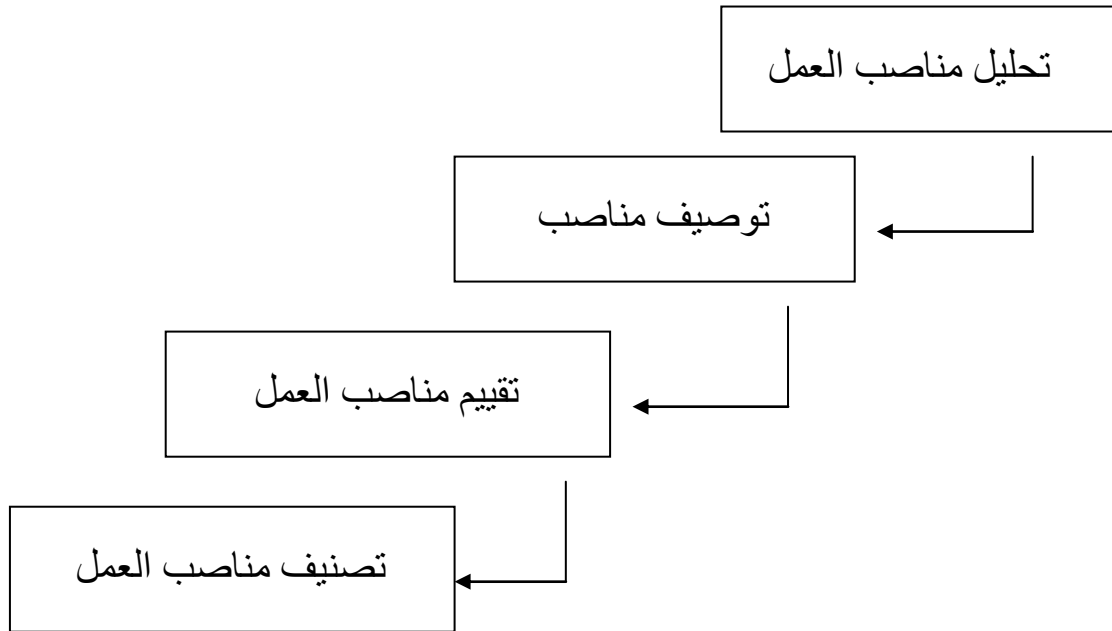 تحليل مناصب العمل
توصيف مناصب
تقييم مناصب العمل
تصنيف مناصب العمل